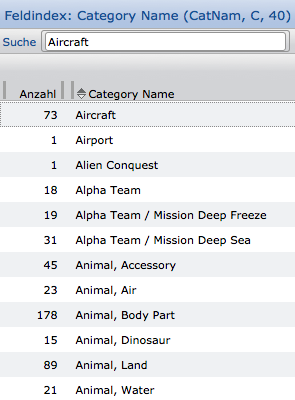 Feldindex: Category Name (CatNam, C, 40)
Suche Aircraft
Anzahl Category Name
73 Aircraft
1 Airport
1 Alien Conquest
18 Alpha Team
19 Alpha Team / Mission Deep Freeze
31 Alpha Team / Mission Deep Sea
45 Animal, Accessory
23 Animal, Air
178 Animal, Body Part
15 Animal, Dinosaur
89 Animal, Land
21 Animal, Water